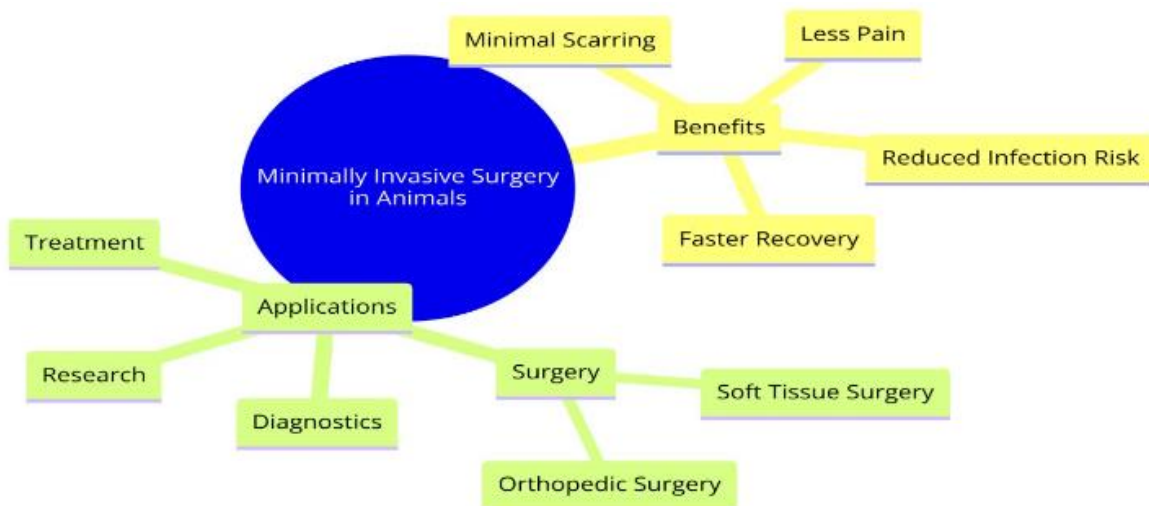 Minimal Scarring
Less Pain
Benefits
Reduced Infection Risk
Minimally Invasive Surgery
in Animals
Faster Recovery
Treatment
Applications
Research
Surgery
Soft Tissue Surgery
Diagnostics
Orthopedic Surgery